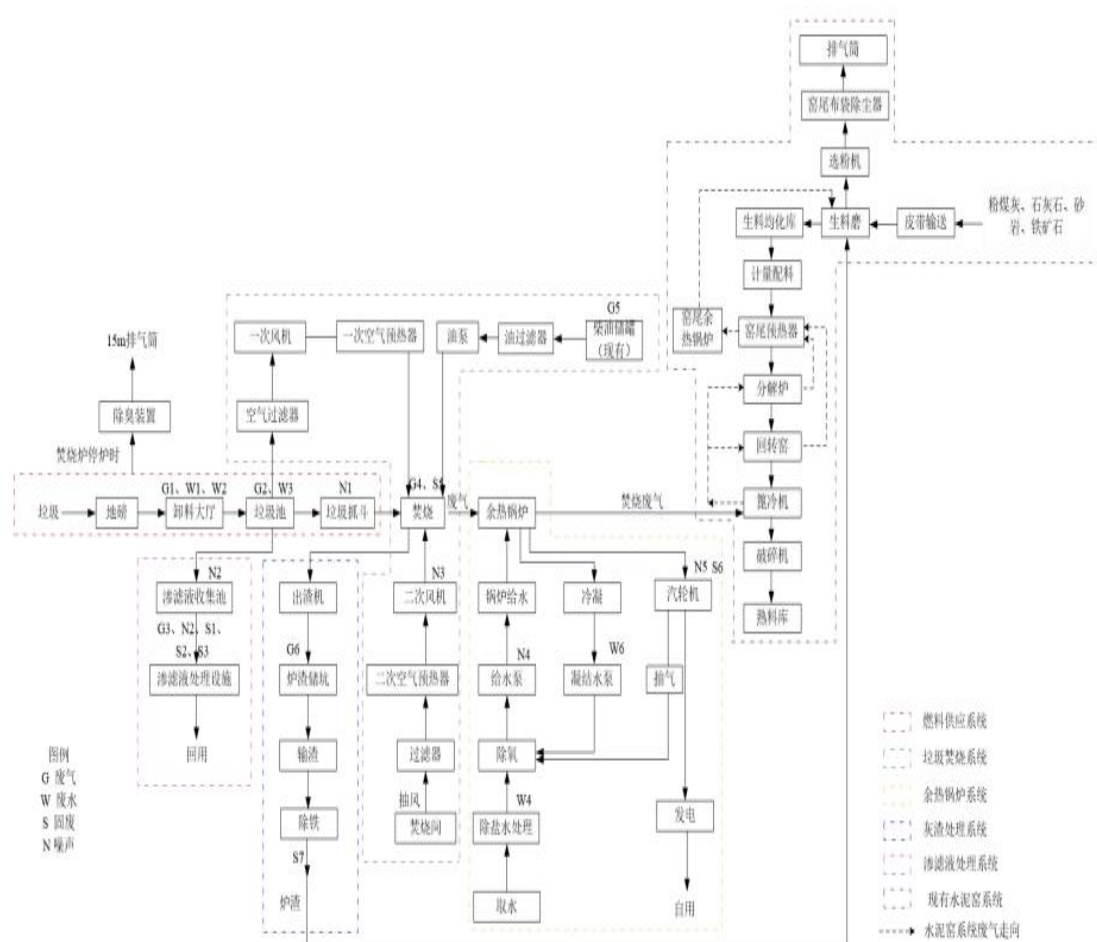 排气筒
窑尾布袋除尘器
选粉机
生料均化库
生料磨
皮带输送
粉煤灰、石灰石、砂
岩、铁矿石
计量配料
窑尾余
热锅炉
窑尾预热器
分解炉
回转窑
篦冷机
破碎机
熟料库
G5
柴油储罐
（现有）
油过滤器
油泵
一次空气预热器
一次风机
空气过滤器
15m排气筒
除臭装置
焚烧炉停炉时
垃圾
地磅
G1、W1、W2
卸料大厅
G2、W3
垃圾池
N1
垃圾抓斗
G4、S5
焚烧
废气
余热锅炉
焚烧废气
N2
渗滤液收集池
G3、N2、S1、
S2、S3
渗滤液处理设施
回用
出渣机
G6
炉渣储坑
输渣
除铁
S7
炉渣
N3
二次风机
二次空气预热器
过滤器
抽风
焚烧间
锅炉给水
N4
给水泵
除氧
W4
除盐水处理
取水
冷凝
W6
凝结水泵
N5 S6
汽轮机
抽气
发电
自用
图例
G 废气
W 废水
S 固废
N 噪声
燃料供应系统
垃圾焚烧系统
余热锅炉系统
灰渣处理系统
渗滤液处理系统
现有水泥窑系统
水泥窑系统废气走向